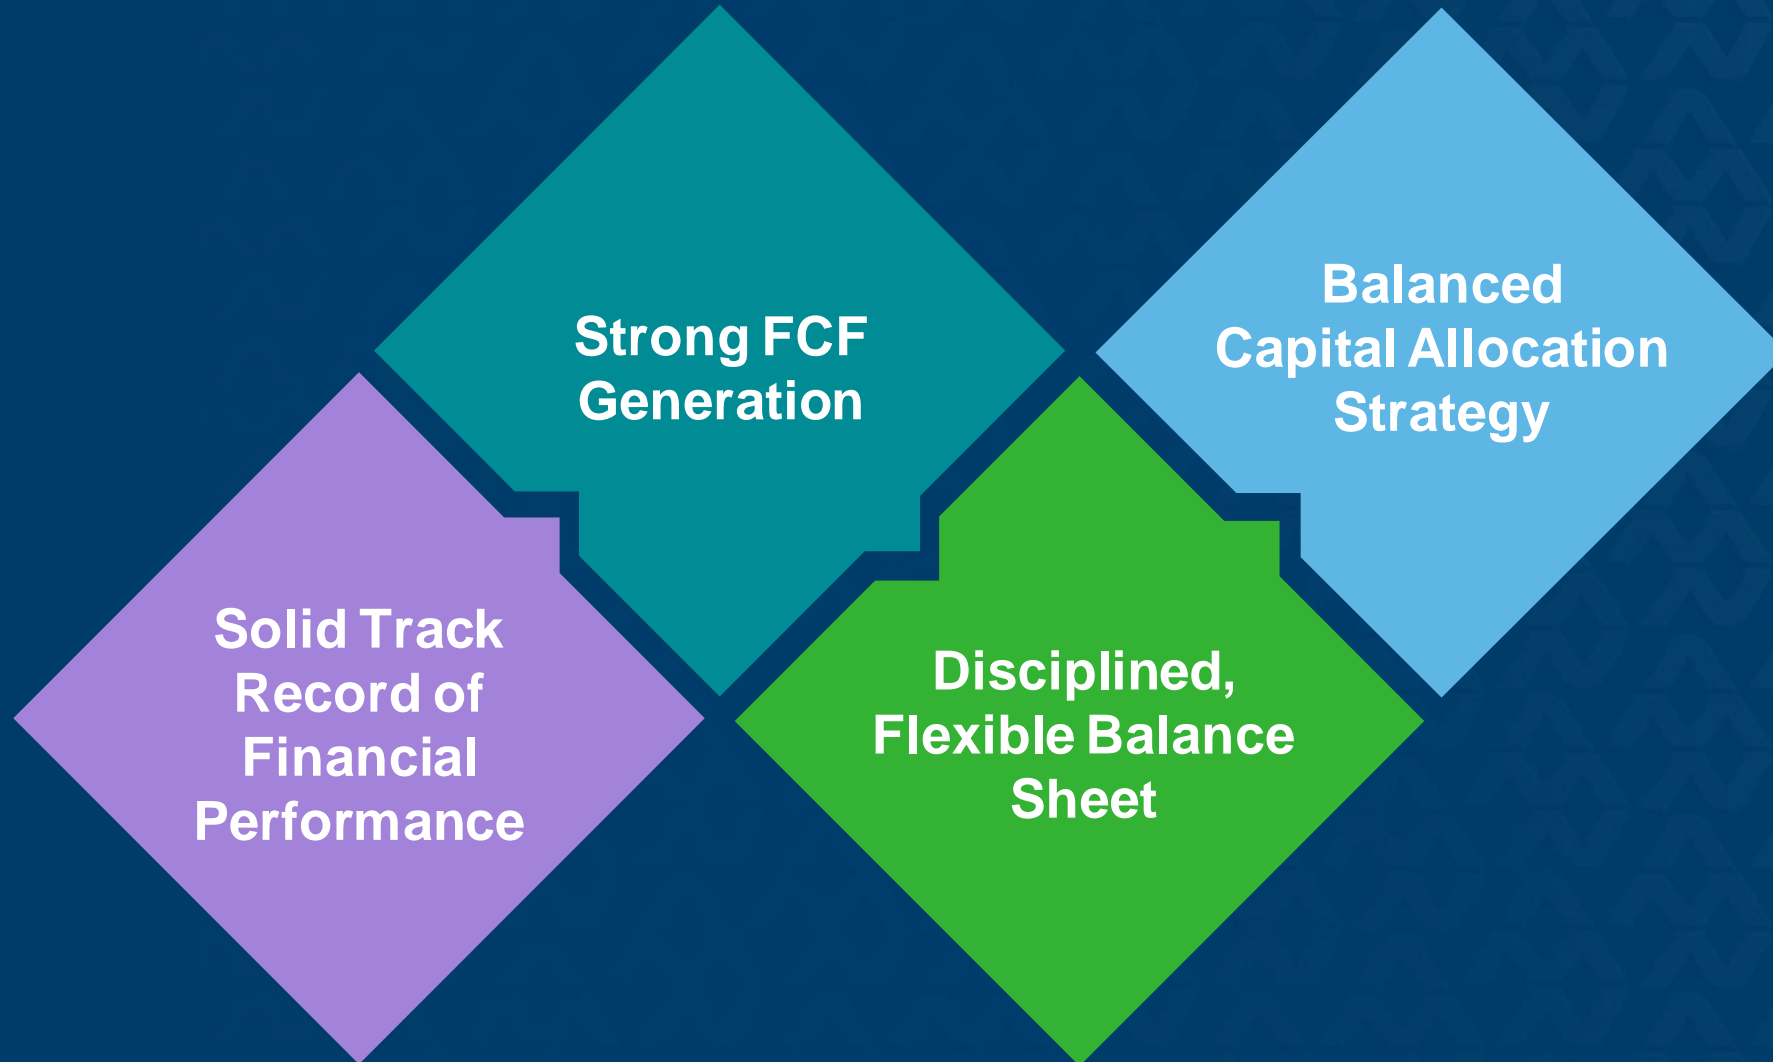 Solid Track
Record of
Financial
Performance
Strong FCF
Generation
Disciplined,
Flexible Balance
Sheet
Balanced
Capital Allocation
Strategy